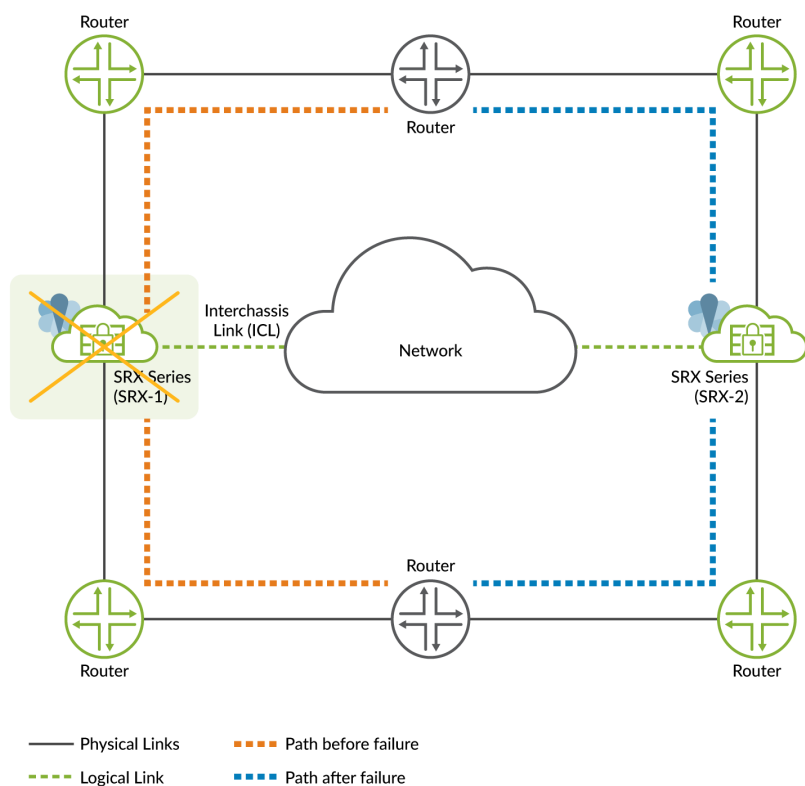 Router
Router
Router
Interchassis
Link (ICL)
Network
SRX Series
(SRX-1)
SRX Series
(SRX-2)
Router
Router
Router
Physical Links
Path before failure
Logical Link
Path after failure